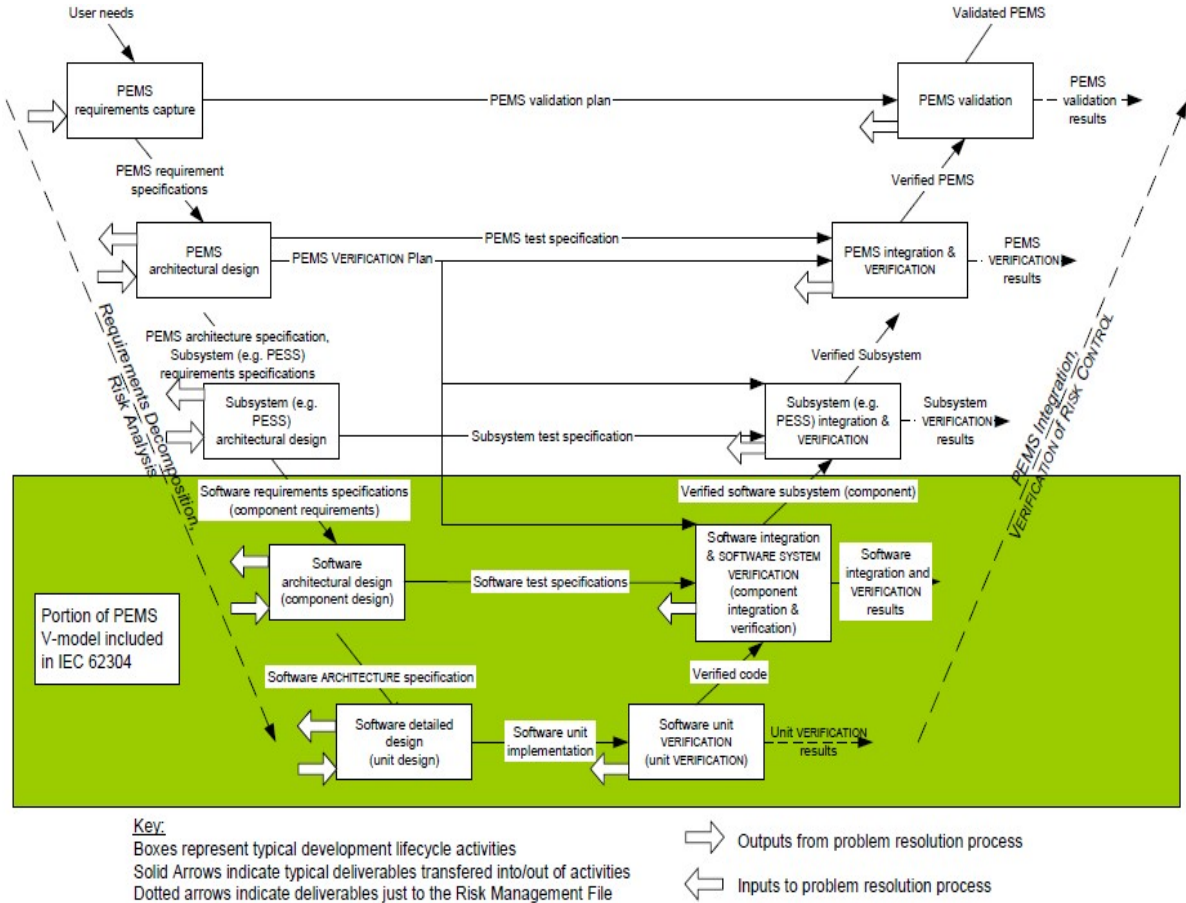 User needs
Validated PEMS
PEMS
requirements capture
PEMS validation plan
PEMS validation
PEMS
validation
results
PEMS requirement
specifications
Verified PEMS
PEMS
architectural design
PEMS test specification
PEMS VERIFICATION Plan
PEMS integration &
VERIFICATION
PEMS
VERIFICATION
results
Requirements Decomposition,
Risk Analysis
PEMS Integration,
VERIFICATION of RISK CONTROL
PEMS architecture specification,
Subsystem (e.g. PESS)
requirements specifications
Verified Subsystem
Subsystem (e.g.
PESS)
architectural design
Subsystem test specification
Subsystem (e.g.
PESS) integration &
VERIFICATION
Subsystem
VERIFICATION
results
Software requirements specifications
(component requirements)
Verified software subsystem (component)
Software
architectural design
(component design)
Software test specifications
Software integration
& SOFTWARE SYSTEM
VERIFICATION
(component
integration &
verification)
Software
integration and
VERIFICATION
results
Portion of PEMS
V-model included
in IEC 62304
Software ARCHITECTURE specification
Verified code
Software detailed
design
(unit design)
Software unit
implementation
Software unit
VERIFICATION
(unit VERIFICATION)
Unit VERIFICATION
results
Key:
Boxes represent typical development lifecycle activities
Solid Arrows indicate typical deliverables transfered into/out of activities
Dotted arrows indicate deliverables just to the Risk Management File
Outputs from problem resolution process
Inputs to problem resolution process